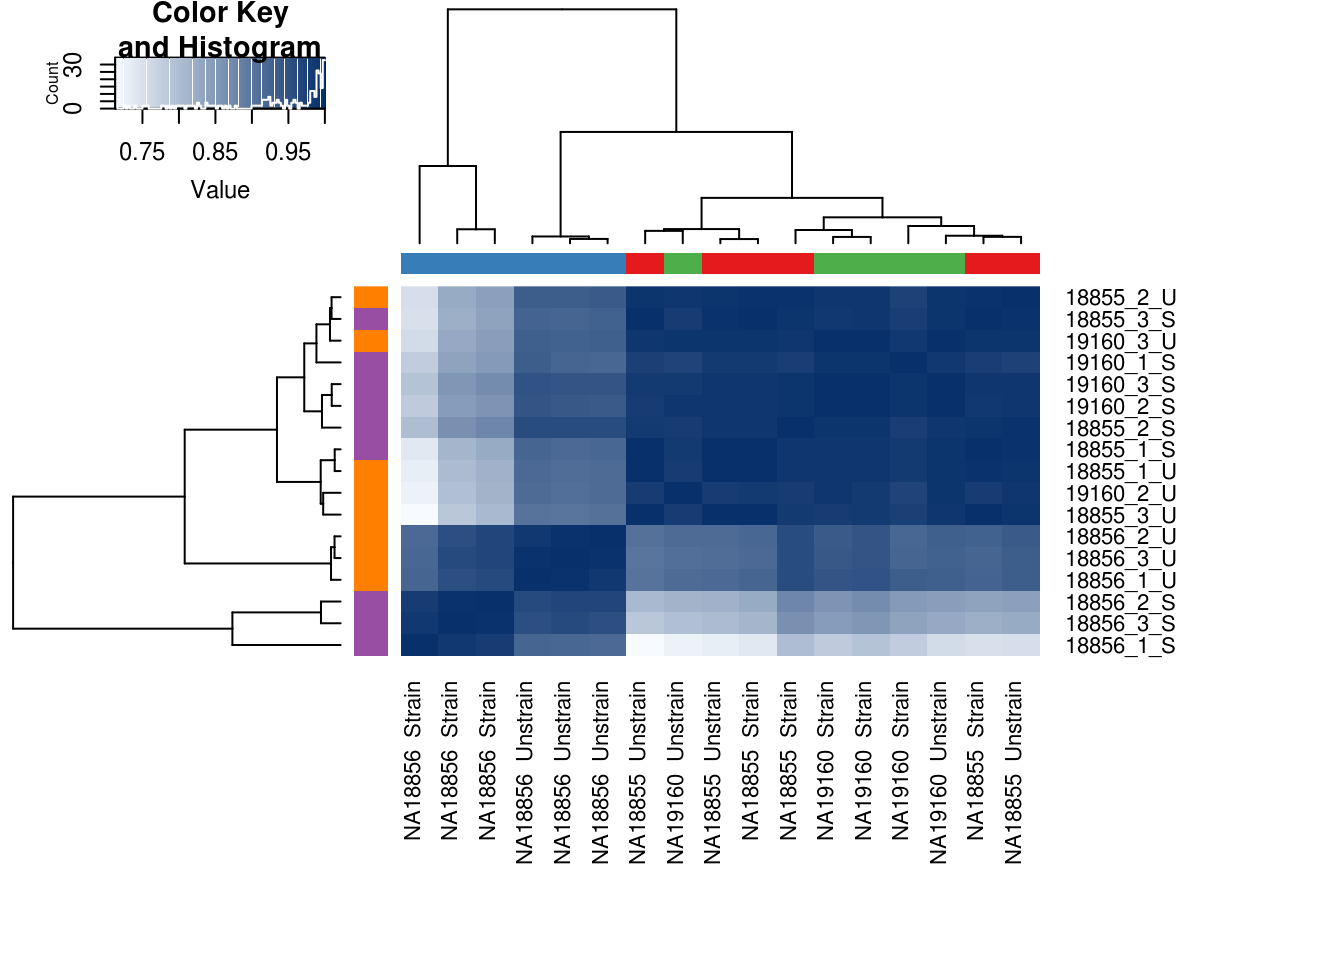 Color Key
and Histogram
Count
0 30
0.75 0.85 0.95
Value
18855_2_U
18855_3_S
19160_3_U
19160_1_S
19160_3_S
19160_2_S
18855_2_S
18855_1_S
18855_1_U
19160_2_U
18855_3_U
18856_2_U
18856_3_U
18856_1_U
18856_2_S
18856_3_S
18856_1_S
NA18856 Strain
NA18856 Strain
NA18856 Strain
NA18856 Unstrain
NA18856 Unstrain
NA18856 Unstrain
NA18855 Unstrain
NA19160 Unstrain
NA18855 Unstrain
NA18855 Strain
NA18855 Strain
NA19160 Strain
NA19160 Strain
NA19160 Strain
NA19160 Unstrain
NA18855 Strain
NA18855 Unstrain